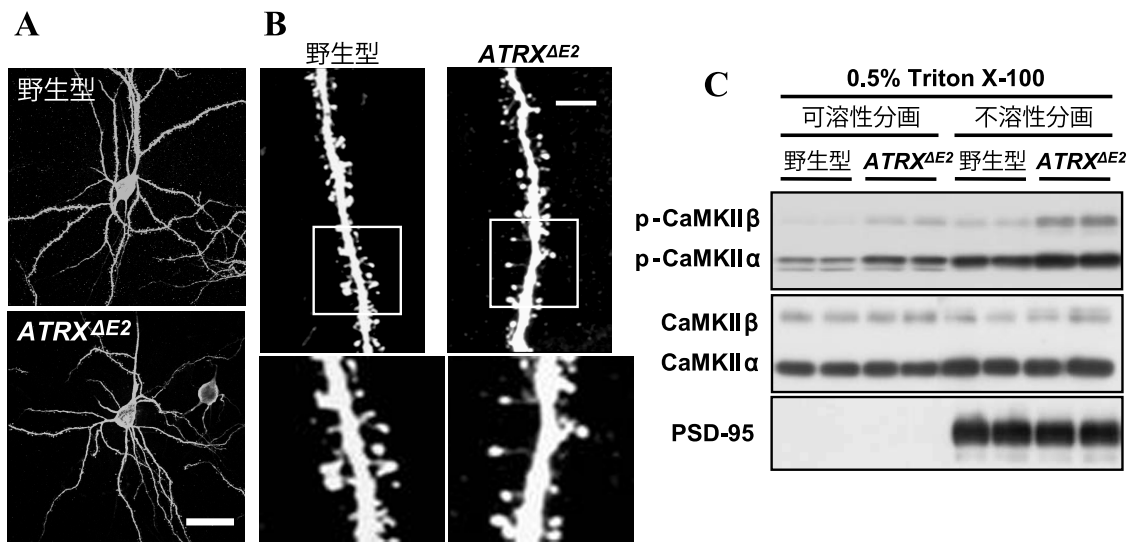 A
野生型
ATRXΔE2
B
野生型 ATRXΔE2
C
0.5% Triton X-100
可溶性分画 不溶性分画
野生型 ATRXΔE2 野生型 ATRXΔE2
p-CaMKIIβ
p-CaMKIIα
CaMKIIβ
CaMKIIα
PSD-95